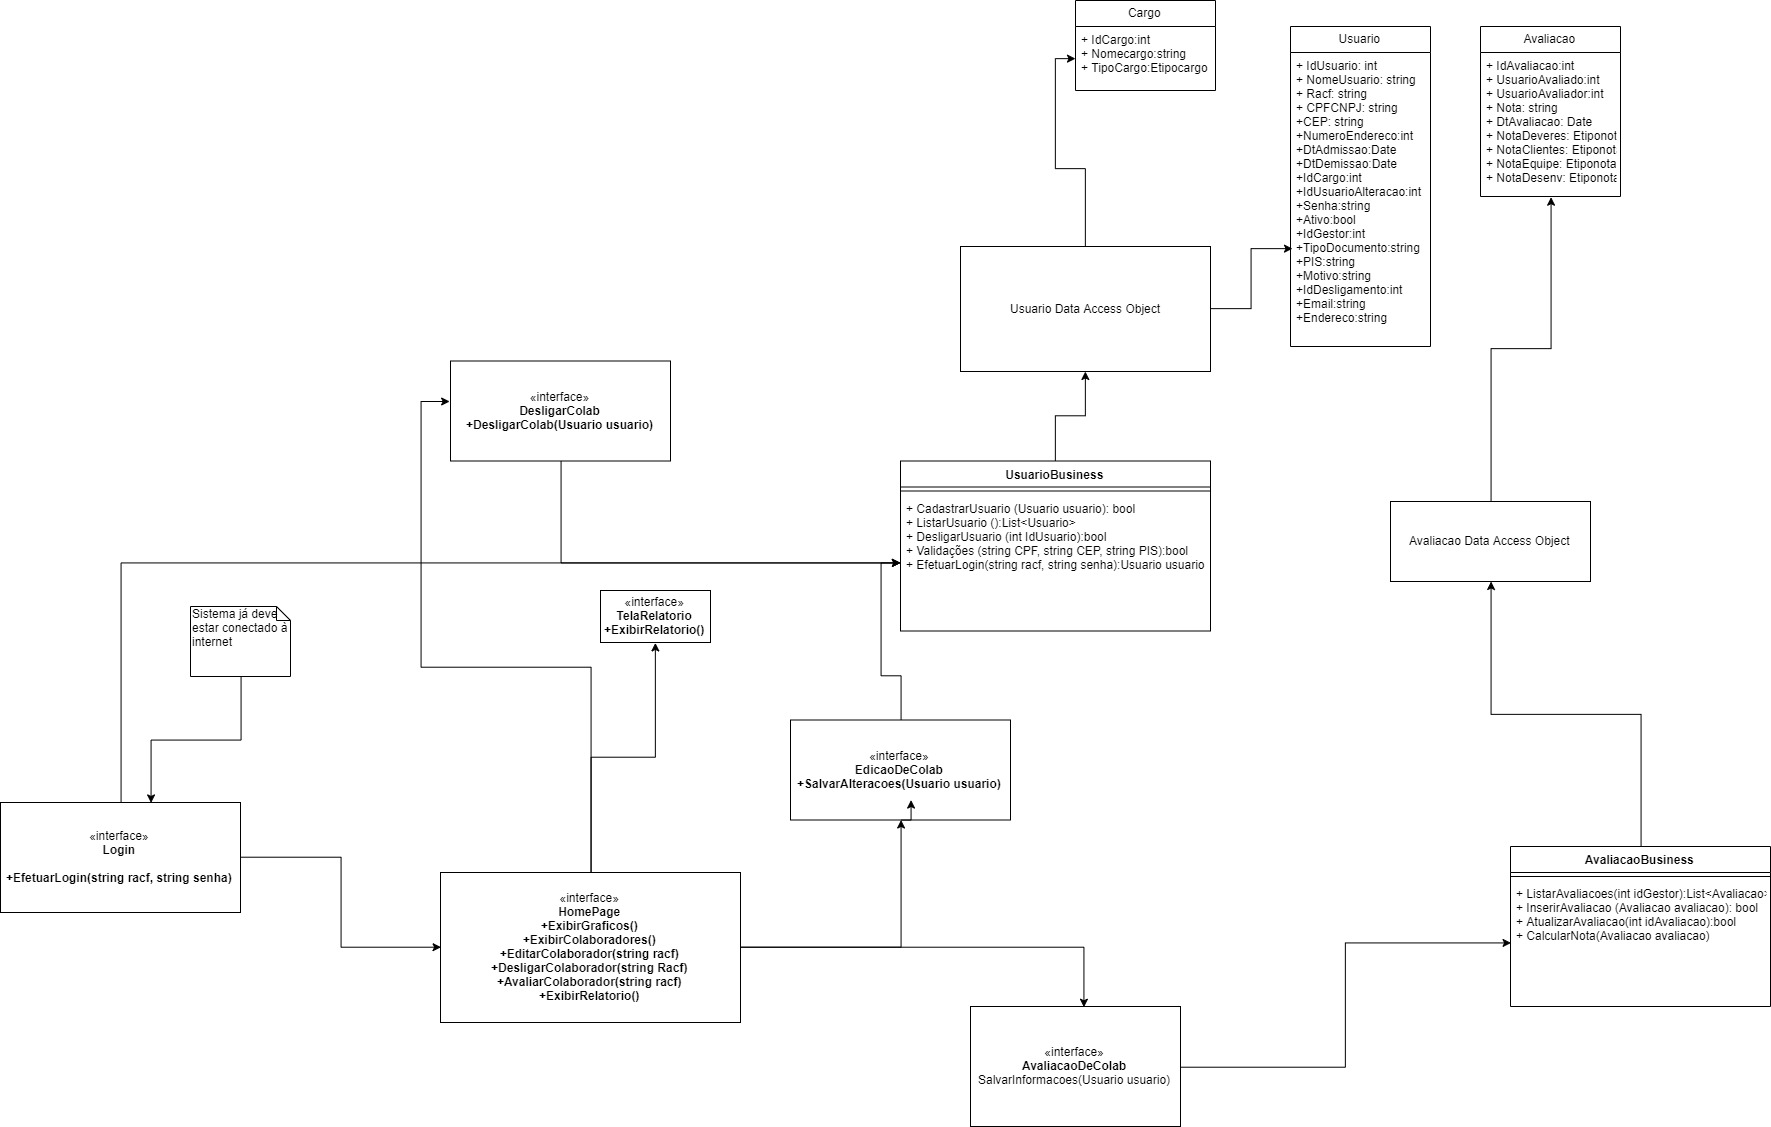 Cargo
+ IdCargo:int
+ Nomecargo:string
+ TipoCargo:Etipocargo
Usuario
+ IdUsuario: int
+ NomeUsuario: string
+ Racf: string
+ CPFCNPJ: string
+CEP: string
+NumeroEndereco:int
+DtAdmissao:Date
+DtDemissao:Date
+IdCargo:int
+IdUsuarioAlteracao:int
+Senha:string
+Ativo:bool
+IdGestor:int
+TipoDocumento:string
+PIS:string
+Motivo:string
+IdDesligamento:int
+Email:string
+Endereco:string
Avaliacao
+ IdAvaliacao:int
+ UsuarioAvaliado:int
+ UsuarioAvaliador:int
+ Nota: string
+ DtAvaliacao: Date
+ NotaDeveres: Etiponot
+ NotaClientes: Etiponot
+ NotaEquipe: Etiponota
+ NotaDesenv: Etiponota
Usuario Data Access Object
«interface»
DesligarColab
+DesligarColab(Usuario usuario)
UsuarioBusiness
+ CadastrarUsuario (Usuario usuario): bool
+ ListarUsuario ():List<Usuario>
+ DesligarUsuario (int IdUsuario):bool
+ Validações (string CPF, string CEP, string PIS):bool
+ EfetuarLogin(string racf, string senha):Usuario usuario
Avaliacao Data Access Object
Sistema já deve
estar conectado á
internet
«interface»
TelaRelatorio
+ExibirRelatorio()
«interface»
EdicaoDeColab
+SalvarAlteracoes(Usuario usuario)
«interface»
Login
+EfetuarLogin(string racf, string senha)
«interface»
HomePage
+ExibirGraficos()
+ExibirColaboradores()
+EditarColaborador(string racf)
+DesligarColaborador(string Racf)
+AvaliarColaborador(string racf)
+ExibirRelatorio()
AvaliacaoBusiness
+ ListarAvaliacoes(int idGestor):List<Avaliacao>
+ InserirAvaliacao (Avaliacao avaliacao): bool
+ AtualizarAvaliacao(int idAvaliacao):bool
+ CalcularNota(Avaliacao avaliacao)
«interface»
AvaliacaoDeColab
SalvarInformacoes(Usuario usuario)